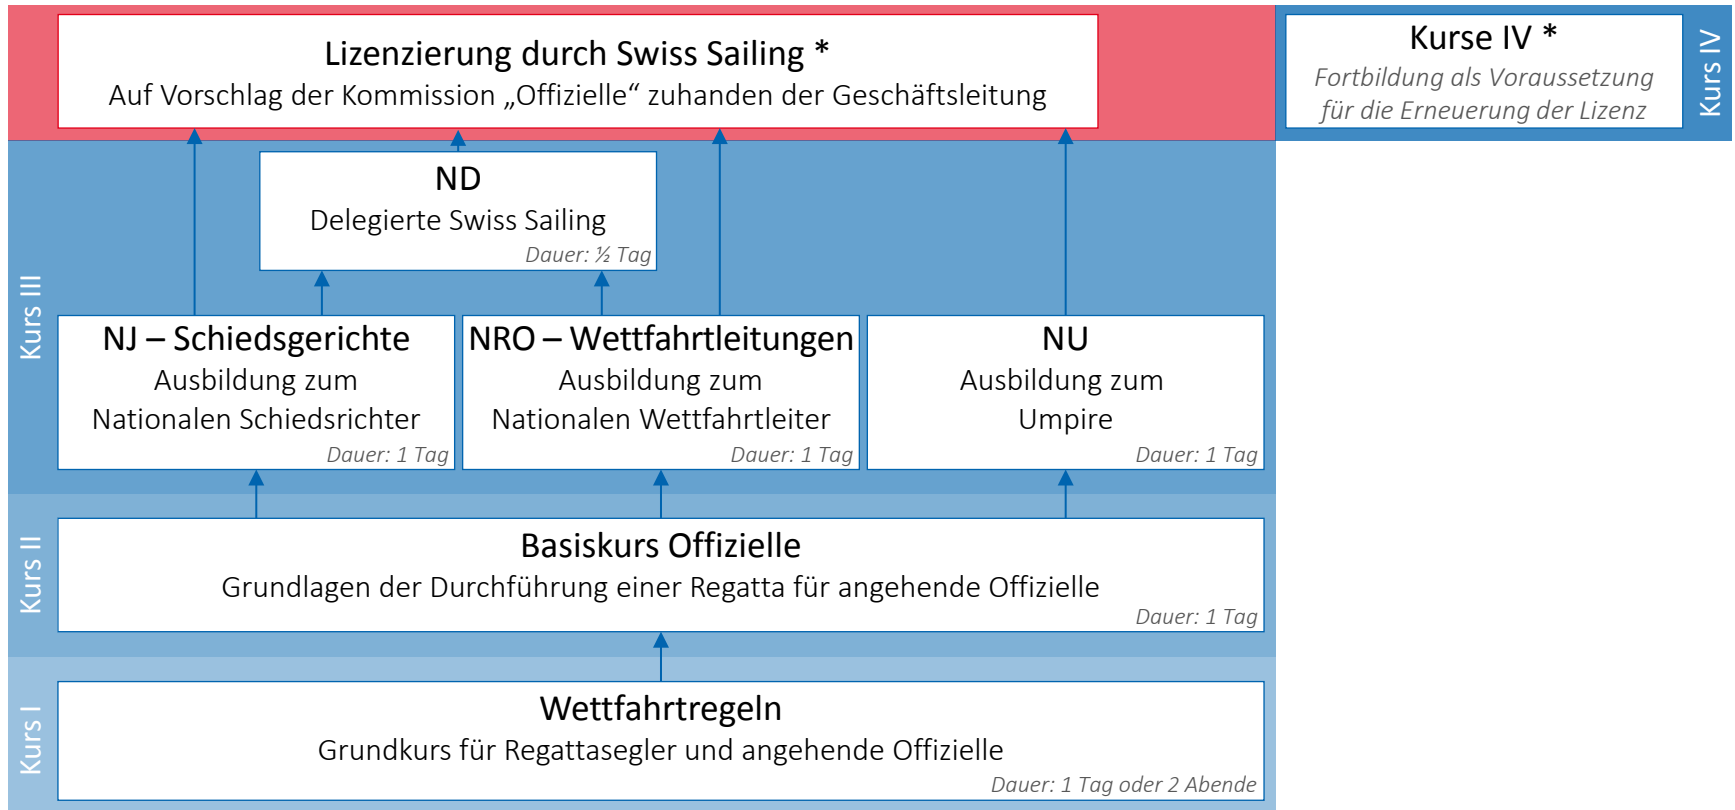 Lizenzierung durch Swiss Sailing *
Auf Vorschlag der Kommission „Offizielle“ zuhanden der Geschäftsleitung
Kurse IV *
Fortbildung als Voraussetzung
für die Erneuerung der Lizenz
Kurs IV
Kurs III
ND
Delegierte Swiss Sailing
Dauer: ½ Tag
NJ – Schiedsgerichte
Ausbildung zum
Nationalen Schiedsrichter
Dauer: 1 Tag
NRO – Wettfahrtleitungen
Ausbildung zum
Nationalen Wettfahrtleiter
Dauer: 1 Tag
NU
Ausbildung zum
Umpire
Dauer: 1 Tag
Kurs II
Basiskurs Offizielle
Grundlagen der Durchführung einer Regatta für angehende Offizielle
Dauer: 1 Tag
Kurs I
Wettfahrtregeln
Grundkurs für Regattasegler und angehende Offizielle
Dauer: 1 Tag oder 2 Abende